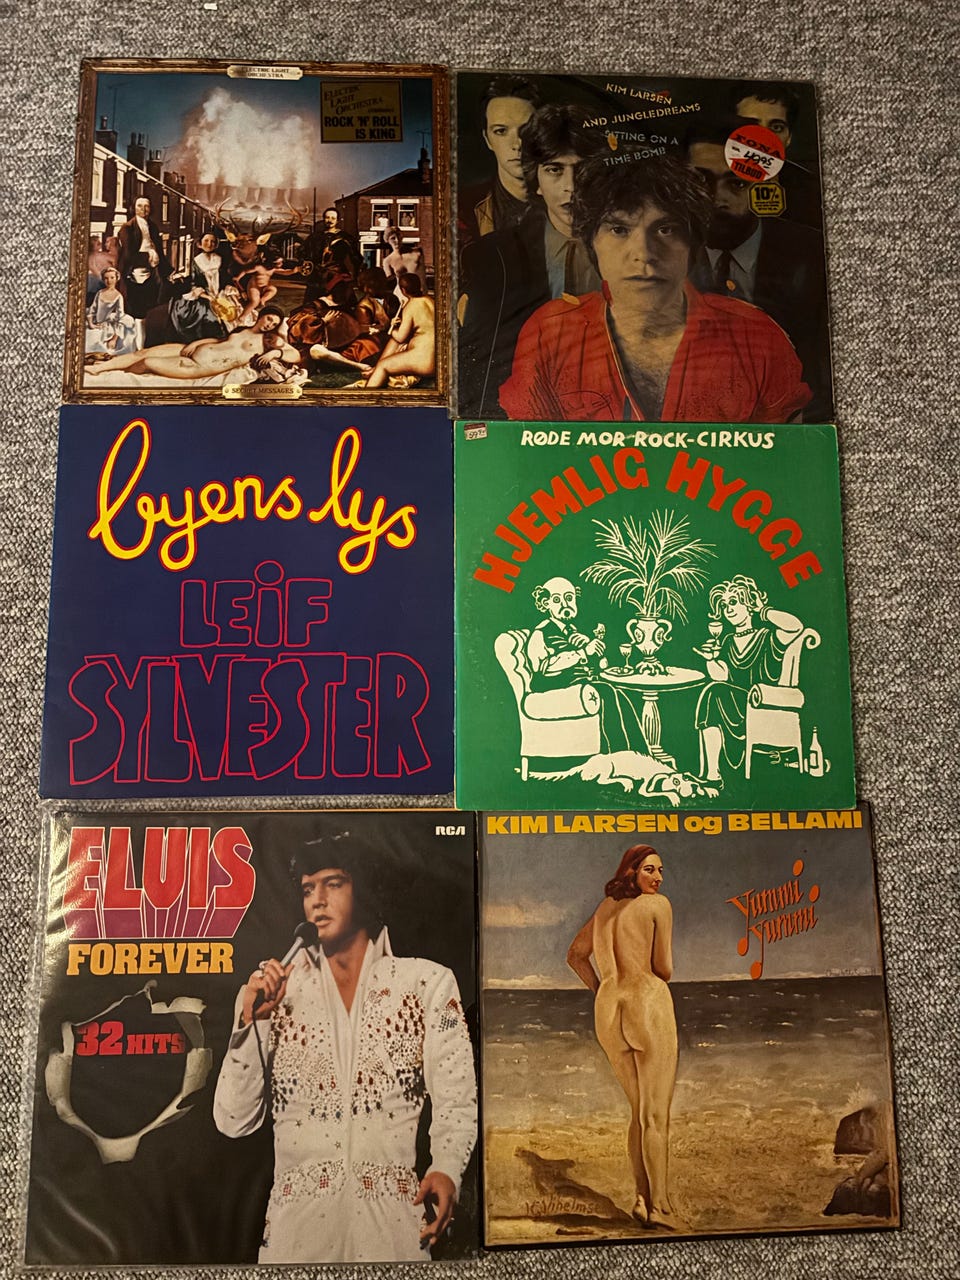 ELECTRIC LIGHT
ORCHESTRA
ELECTRIC
LIGHT
ORCHESTRA
ROCK 'N' ROLL
IS KING
SECRET MESSAGES
KIM LARSEN
AND JUNGLEDREAMS
SITTING ON A
TIME BOMB
FONA
TILBUD
10%
byens lys
LEiF
SYLVESTER
RØDE MOR ROCK-CIRKUS
HJEMLIG HYGGE
ELVIS
FOREVER
32 HITS
RCA
KIM LARSEN og BELLAMI
Yummi
yummi